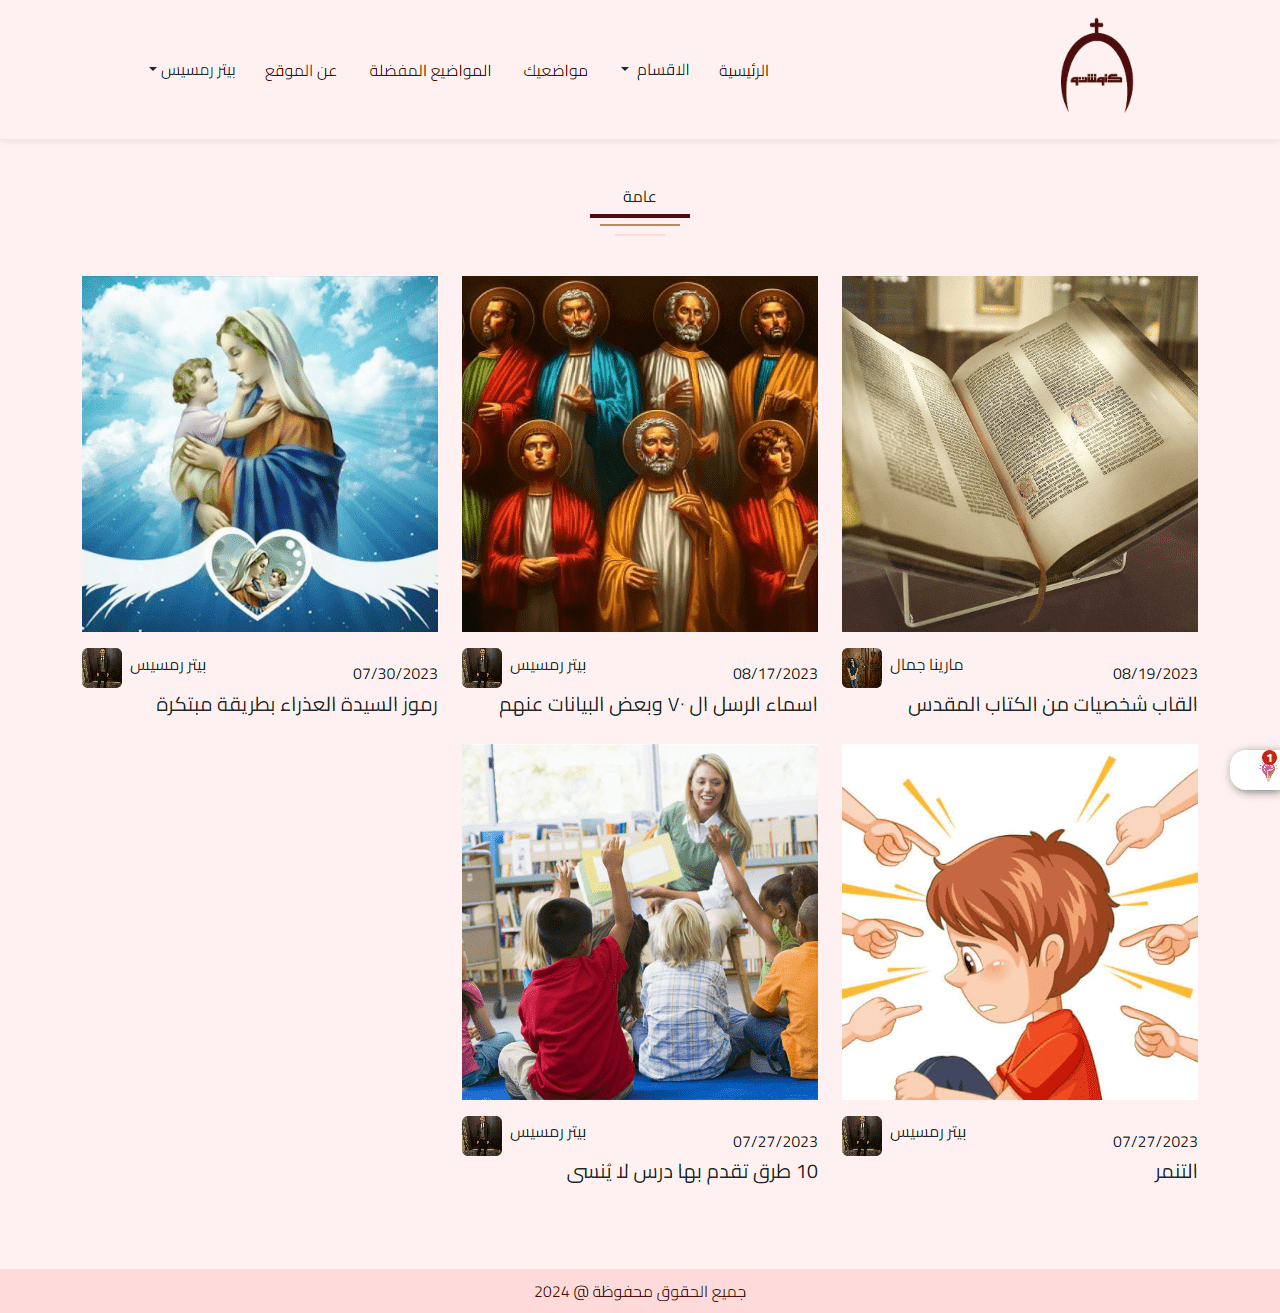 الرئيسية
الاقسام
مواضعيك
المواضيع المفضلة
عن الموقع
بيتر رمسيس
عامة
08/19/2023
مارينا جمال
القاب شخصيات من الكتاب المقدس
08/17/2023
بيتر رمسيس
اسماء الرسل ال ٧٠ وبعض البيانات عنهم
07/30/2023
بيتر رمسيس
رموز السيدة العذراء بطريقة مبتكرة
1
07/27/2023
بيتر رمسيس
التنمر
07/27/2023
بيتر رمسيس
10 طرق تقدم بها درس لا يُنسى
جميع الحقوق محفوظة @ 2024